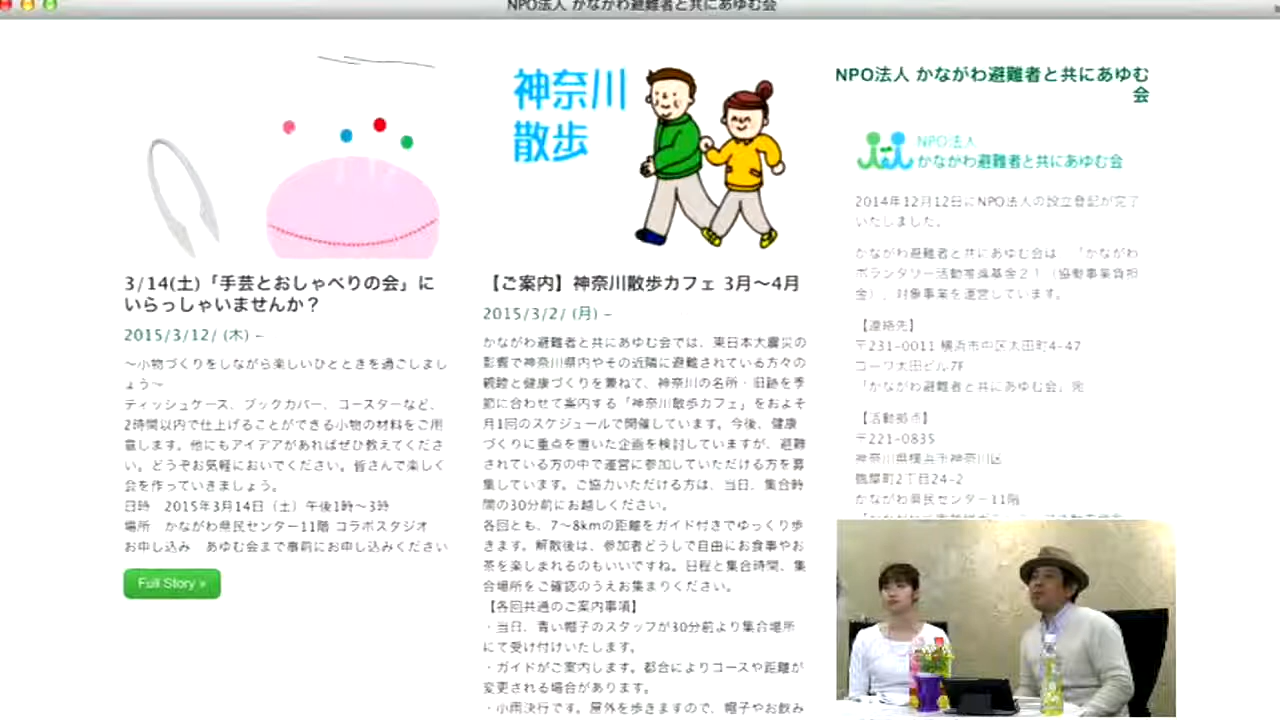 NPO法人 かながわ避難者と共にあゆむ会
3/14(土)「手芸とおしゃべりの会」に
いらっしゃいませんか？
2015/3/12/ (木) –
～小物づくりをしながら楽しいひとときを過ごしまし
ょう～
ティッシュケース、ブックカバー、コースターなど、
2時間以内で仕上げることができる小物の材料をご用
意します。他にもアイデアがあればぜひ教えてくださ
い。どうぞお気軽においでください。皆さんで楽しく
会を作っていきましょう。
日時　2015年3月14日（土）午後1時～3時
場所　かながわ県民センター11階 コラボスタジオ
お申し込み　あゆむ会まで事前にお申し込みください
Full Story »
神奈川
散歩
【ご案内】神奈川散歩カフェ 3月～4月
2015/3/2/ (月) –
かながわ避難者と共にあゆむ会では、東日本大震災の
影響で神奈川県内やその近隣に避難されている方々の
親睦と健康づくりを兼ねて、神奈川の名所・旧跡を季
節に合わせて案内する「神奈川散歩カフェ」をおよそ
月1回のスケジュールで開催しています。今後、健康
づくりに重点を置いた企画を検討していますが、避難
されている方の中で運営に参加していただける方を募
集しています。ご協力いただける方は、当日、集合時
間の30分前にお越しください。
各回とも、7～8kmの距離をガイド付きでゆっくり歩
きます。解散後は、参加者どうしで自由にお食事やお
茶を楽しまれるのもいいですね。日程と集合時間、集
合場所をご確認のうえお集まりください。
【各回共通のご案内事項】
・当日、青い帽子のスタッフが30分前より集合場所
にて受け付けいたします。
・ガイドがご案内します。都合によりコースや距離が
変更される場合があります。
・小雨決行です。屋外を歩きますので、帽子やお飲み
NPO法人 かながわ避難者と共にあゆむ
会
NPO法人
かながわ避難者と共にあゆむ会
2014年12月12日にNPO法人の設立登記が完了
いたしました。
かながわ避難者と共にあゆむ会は、「かながわ
ボランタリー活動推進基金２１（協働事業負担
金）」対象事業を運営しています。
【連絡先】
〒231-0011 横浜市中区太田町4-47
コーワ太田ビル7F
「かながわ避難者と共にあゆむ会」宛
【活動拠点】
〒221-0835
神奈川県横浜市神奈川区
鶴屋町2丁目24-2
かながわ県民センター11階